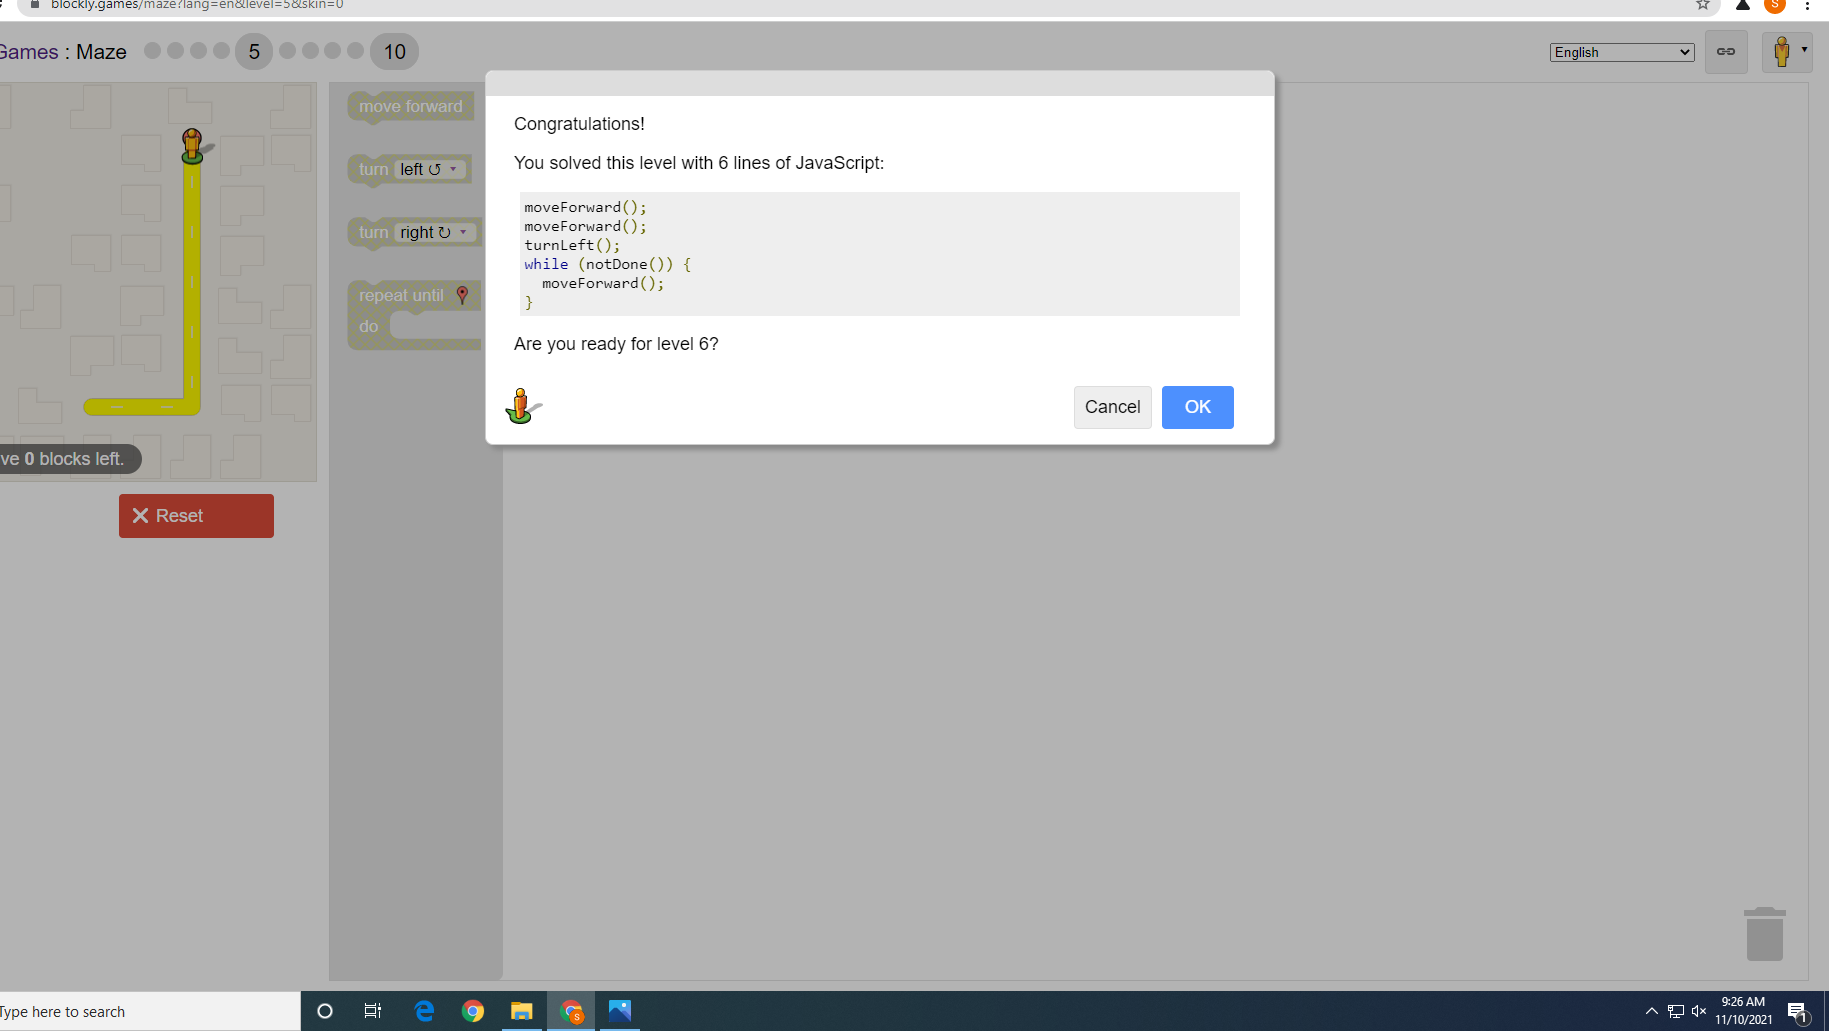 blockly.games/maze?lang=en&level=5&skin=0
S
Games : Maze 5 10
English
move forward
turn left ↺
turn right ↻
repeat until
do
Congratulations!
You solved this level with 6 lines of JavaScript:
moveForward();
moveForward();
turnLeft();
while (notDone()) {
moveForward();
}
Are you ready for level 6?
Cancel
OK
ve 0 blocks left.
Reset
Type here to search
S
9:26 AM
11/10/2021
1